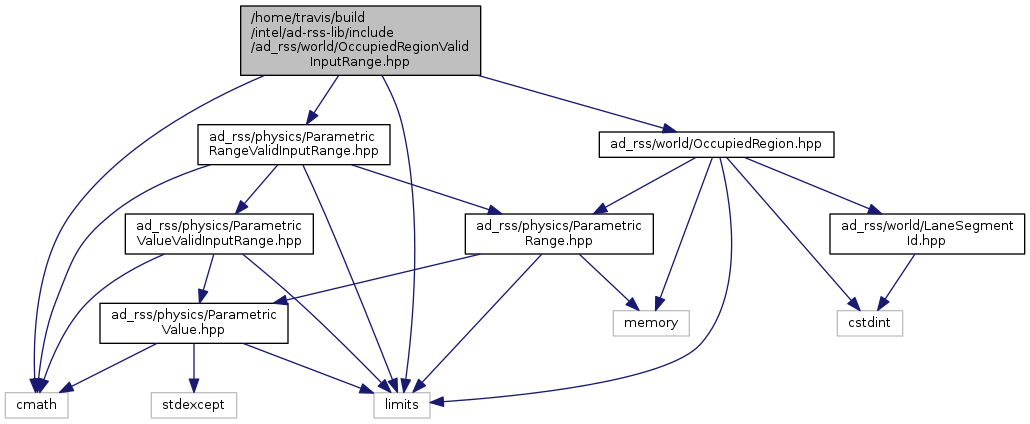 /home/travis/build
/intel/ad-rss-lib/include
/ad_rss/world/OccupiedRegionValid
InputRange.hpp
ad_rss/physics/Parametric
RangeValidInputRange.hpp
ad_rss/world/OccupiedRegion.hpp
ad_rss/physics/Parametric
ValueValidInputRange.hpp
ad_rss/physics/Parametric
Range.hpp
ad_rss/world/LaneSegment
Id.hpp
ad_rss/physics/Parametric
Value.hpp
memory
cstdint
cmath
stdexcept
limits